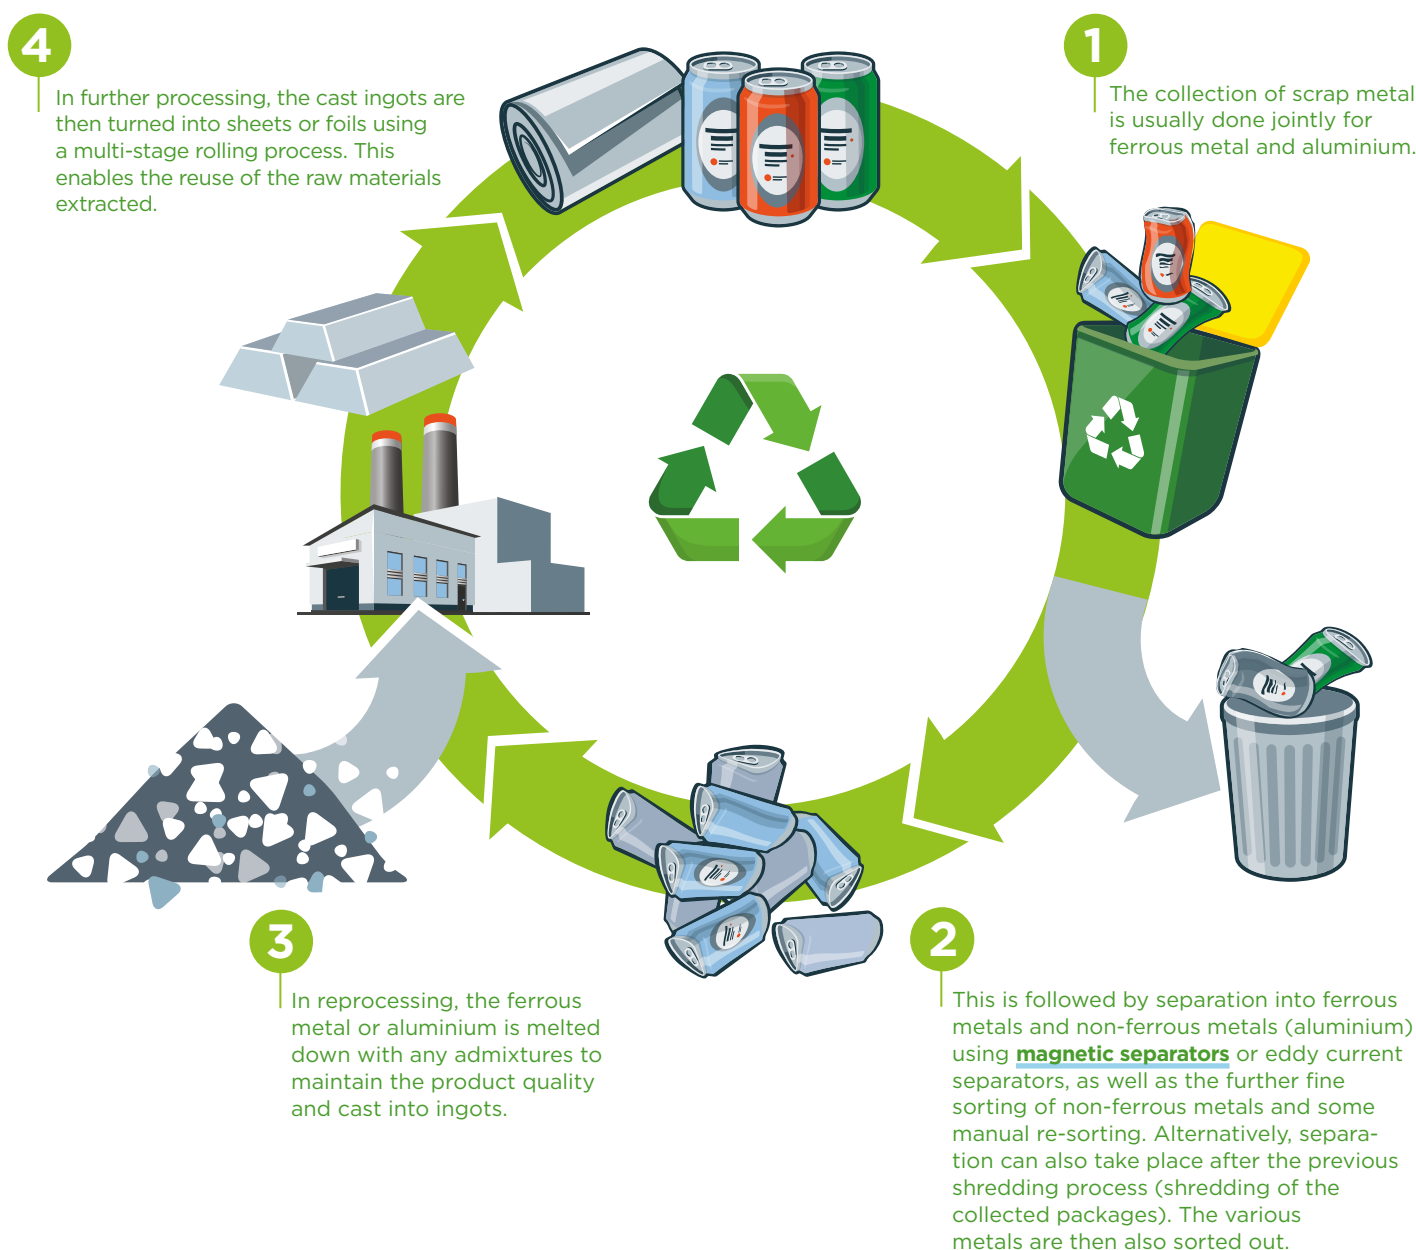 1
The collection of scrap metal
is usually done jointly for
ferrous metal and aluminium.
2
This is followed by separation into ferrous
metals and non-ferrous metals (aluminium)
using magnetic separators or eddy current
separators, as well as the further fine
sorting of non-ferrous metals and some
manual re-sorting. Alternatively, separa-
tion can also take place after the previous
shredding process (shredding of the
collected packages). The various
metals are then also sorted out.
3
In reprocessing, the ferrous
metal or aluminium is melted
down with any admixtures to
maintain the product quality
and cast into ingots.
4
In further processing, the cast ingots are
then turned into sheets or foils using
a multi-stage rolling process. This
enables the reuse of the raw materials
extracted.